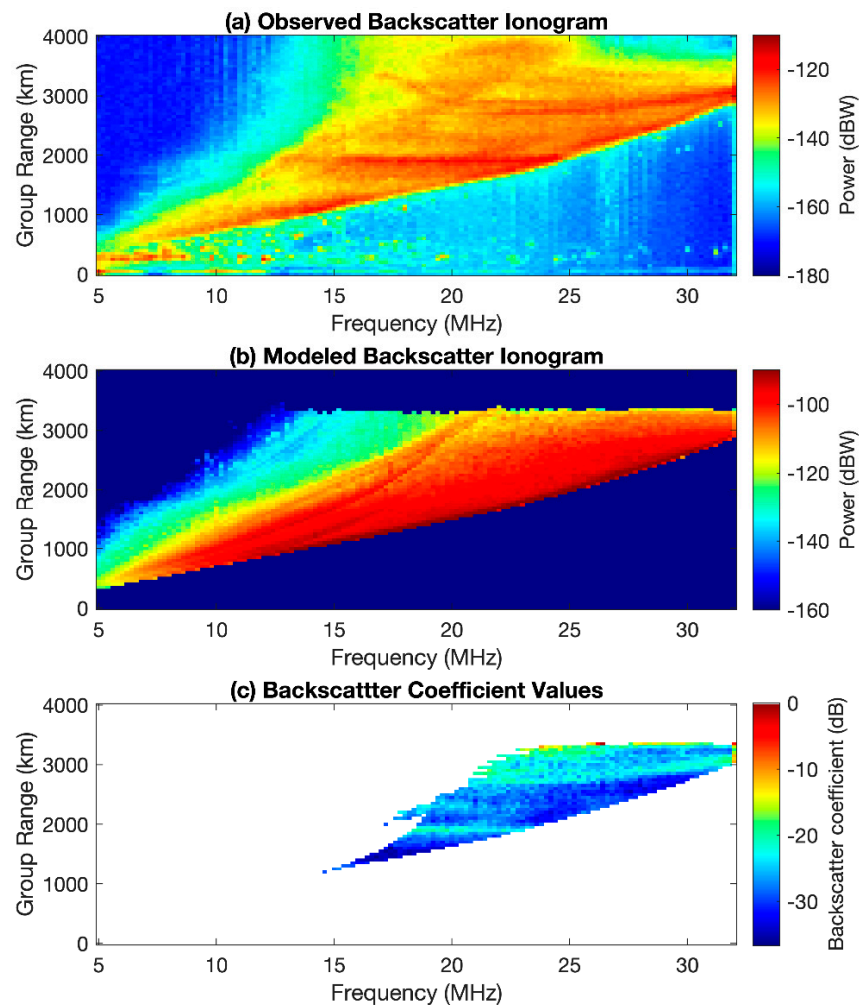 (a) Observed Backscatter Ionogram
4000
3000
2000
1000
0
Group Range (km)
5 10 15 20 25 30
Frequency (MHz)
-120
-140
-160
-180
Power (dBW)
(b) Modeled Backscatter Ionogram
4000
3000
2000
1000
0
Group Range (km)
5 10 15 20 25 30
Frequency (MHz)
-100
-120
-140
-160
Power (dBW)
(c) Backscattter Coefficient Values
4000
3000
2000
1000
0
Group Range (km)
5 10 15 20 25 30
Frequency (MHz)
0
-10
-20
-30
Backscatter coefficient (dB)